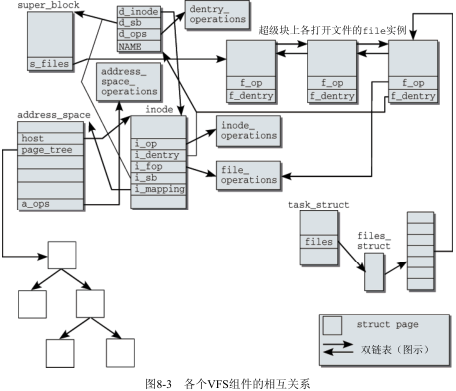 super_block
s_files
d_inode
d_sb
d_ops
NAME
dentry_
operations
超级块上各打开文件的file实例
f_op
f_dentry
f_op
f_dentry
f_op
f_dentry
address_
space_
operations
address_space
host
page_tree
a_ops
inode
i_op
i_dentry
i_fop
i_sb
i_mapping
inode_
operations
file_
operations
task_struct
files
files_
struct
struct page
双链表（图示）
图8-3 各个VFS组件的相互关系